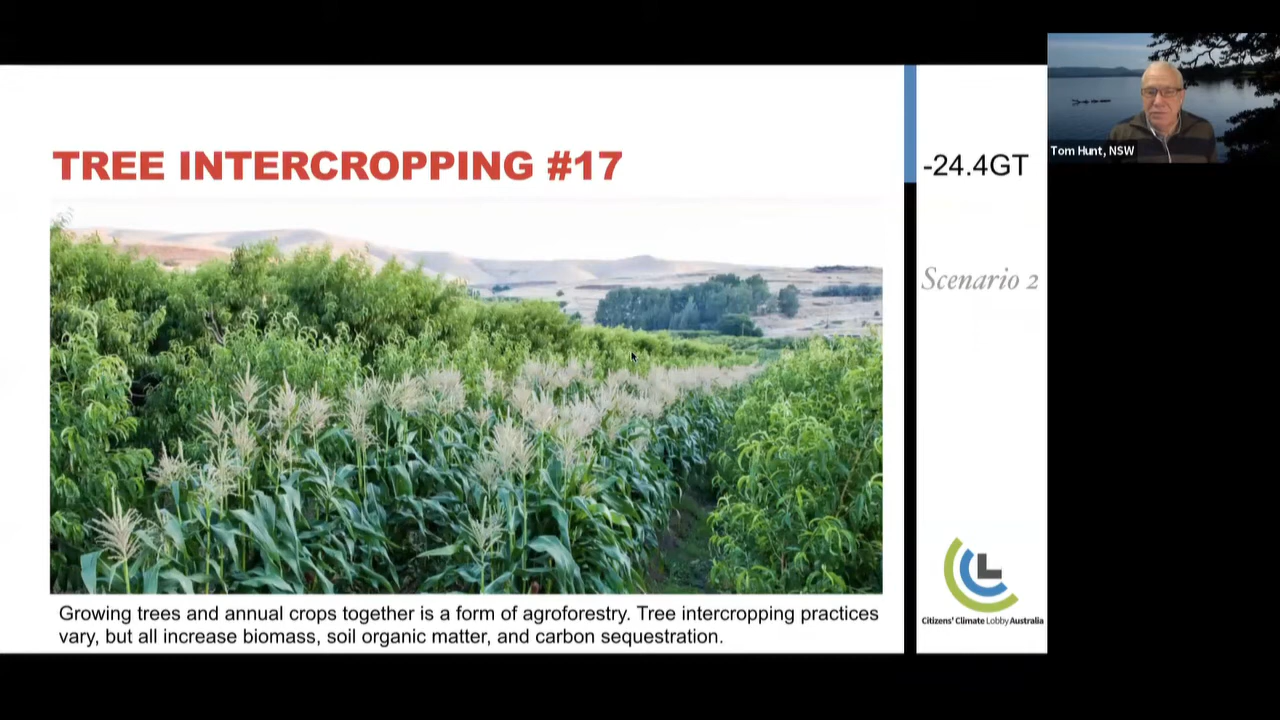 TREE INTERCROPPING #17
-24.4GT
Scenario 2
Tom Hunt, NSW
Growing trees and annual crops together is a form of agroforestry. Tree intercropping practices
vary, but all increase biomass, soil organic matter, and carbon sequestration.
CCL
Citizens' Climate Lobby Australia